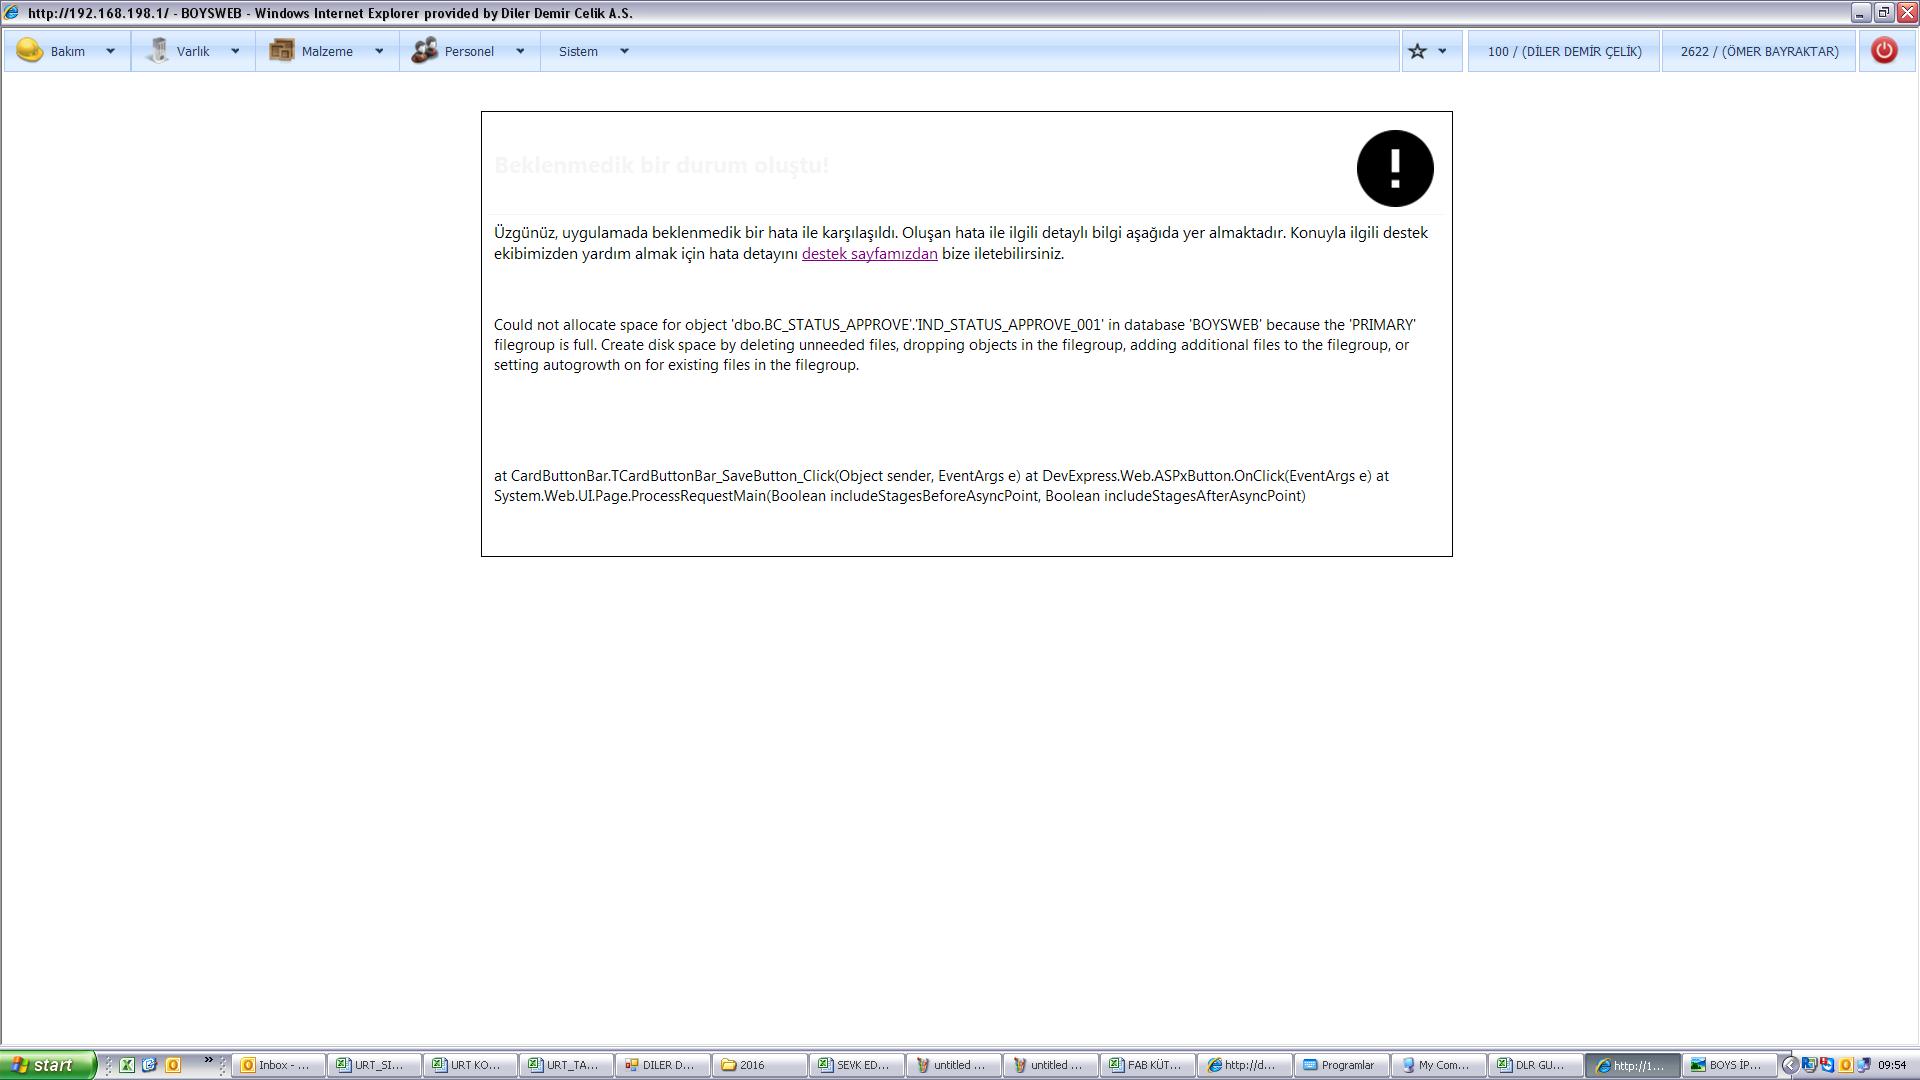 http://192.168.198.1/ - BOYSWEB - Windows Internet Explorer provided by Diler Demir Celik A.S.
Bakım Varlık Malzeme Personel Sistem 100 / (DİLER DEMİR ÇELİK) 2622 / (ÖMER BAYRAKTAR)
Beklenmedik bir durum oluştu!
Üzgünüz, uygulamada beklenmedik bir hata ile karşılaşıldı. Oluşan hata ile ilgili detaylı bilgi aşağıda yer almaktadır. Konuyla ilgili destek
ekibimizden yardım almak için hata detayını destek sayfamızdan bize iletebilirsiniz.
Could not allocate space for object 'dbo.BC_STATUS_APPROVE'.'IND_STATUS_APPROVE_001' in database 'BOYSWEB' because the 'PRIMARY'
filegroup is full. Create disk space by deleting unneeded files, dropping objects in the filegroup, adding additional files to the filegroup, or
setting autogrowth on for existing files in the filegroup.
at CardButtonBar.TCardButtonBar_SaveButton_Click(Object sender, EventArgs e) at DevExpress.Web.ASPxButton.OnClick(EventArgs e) at
System.Web.UI.Page.ProcessRequestMain(Boolean includeStagesBeforeAsyncPoint, Boolean includeStagesAfterAsyncPoint)
start Inbox - ... URT_SI... URT KO... URT_TA... DILER D... 2016 SEVK ED... untitled ... untitled ... FAB KÜT... http://d... Programlar My Com... DLR GU... http://1... BOYS İP... 09:54